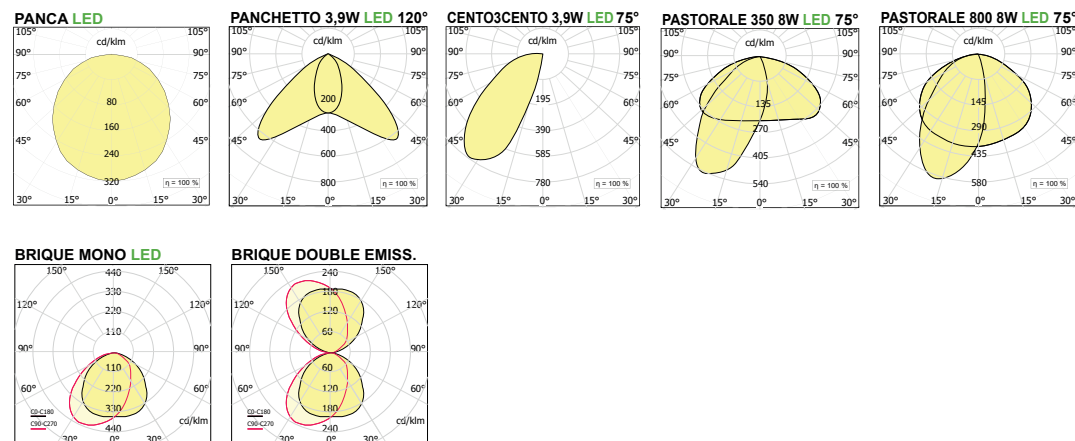 PANCA LED
105° 105°
cd/klm
90° 90°
75° 75°
80
60° 60°
160
45° 45°
240
320
η = 100 %
30° 15° 0° 15° 30°
PANCHETTO 3,9W LED 120°
105° 105°
cd/klm
90° 90°
75° 75°
200
60° 60°
400
45° 45°
600
800
η = 100 %
30° 15° 0° 15° 30°
CENTO3CENTO 3,9W LED 75°
105° 105°
cd/klm
90° 90°
75° 75°
195
60° 60°
390
45° 45°
585
780
30° 15° 0° 15° 30°
PASTORALE 350 8W LED 75°
105° 105°
cd/klm
90° 90°
75° 75°
135
60° 60°
270
45° 45°
405
540
η = 100 %
30° 15° 0° 15° 30°
PASTORALE 800 8W LED 75°
105° 105°
cd/klm
90° 90°
75° 75°
145
60° 60°
290
45° 45°
435
580
η = 100 %
30° 15° 0° 15° 30°
BRIQUE MONO LED
150° 440 150°
330
120° 120°
220
110
90° 90°
110
60° 60°
220
330
C0-C180
C90-C270
cd/klm
440
30° 0° 30°
BRIQUE DOUBLE EMISS.
150° 240 150°
180
120° 120°
120
60
90° 90°
60
60° 60°
120
180
C0-C180
C90-C270
cd/klm
240
30° 0° 30°